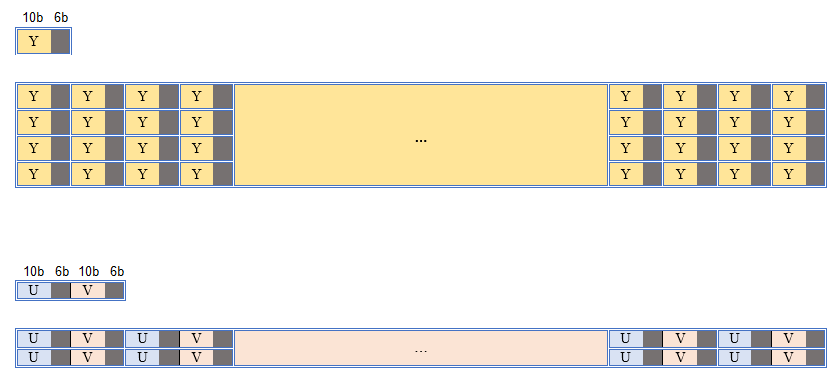 10b 6b
Y
Y Y Y Y ... Y Y Y Y
Y Y Y Y Y Y Y Y
Y Y Y Y Y Y Y Y
Y Y Y Y Y Y Y Y
10b 6b 10b 6b
U V
U V U V ... U V U V
U V U V U V U V